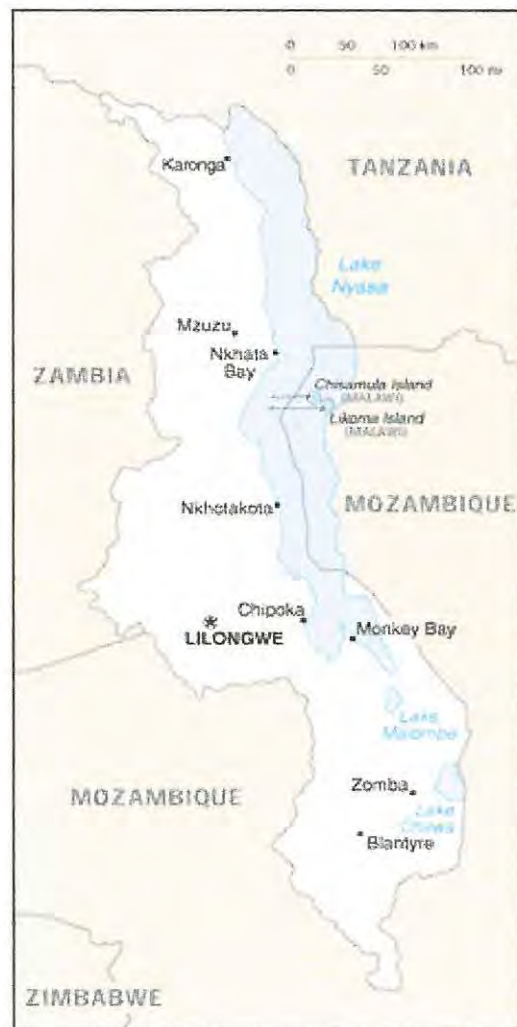 0 50 100 km
0 50 100 mi
Karonga
TANZANIA
Lake
Nyasa
Mzuzu
Nkhata
Bay
ZAMBIA
Chisamula Island
(MALAWI)
Likoma Island
(MALAWI)
Nkhotakota
MOZAMBIQUE
Chipoka
LILONGWE
Monkey Bay
Lake
Malombe
MOZAMBIQUE
Zomba
Lake
Chilwa
Blantyre
ZIMBABWE